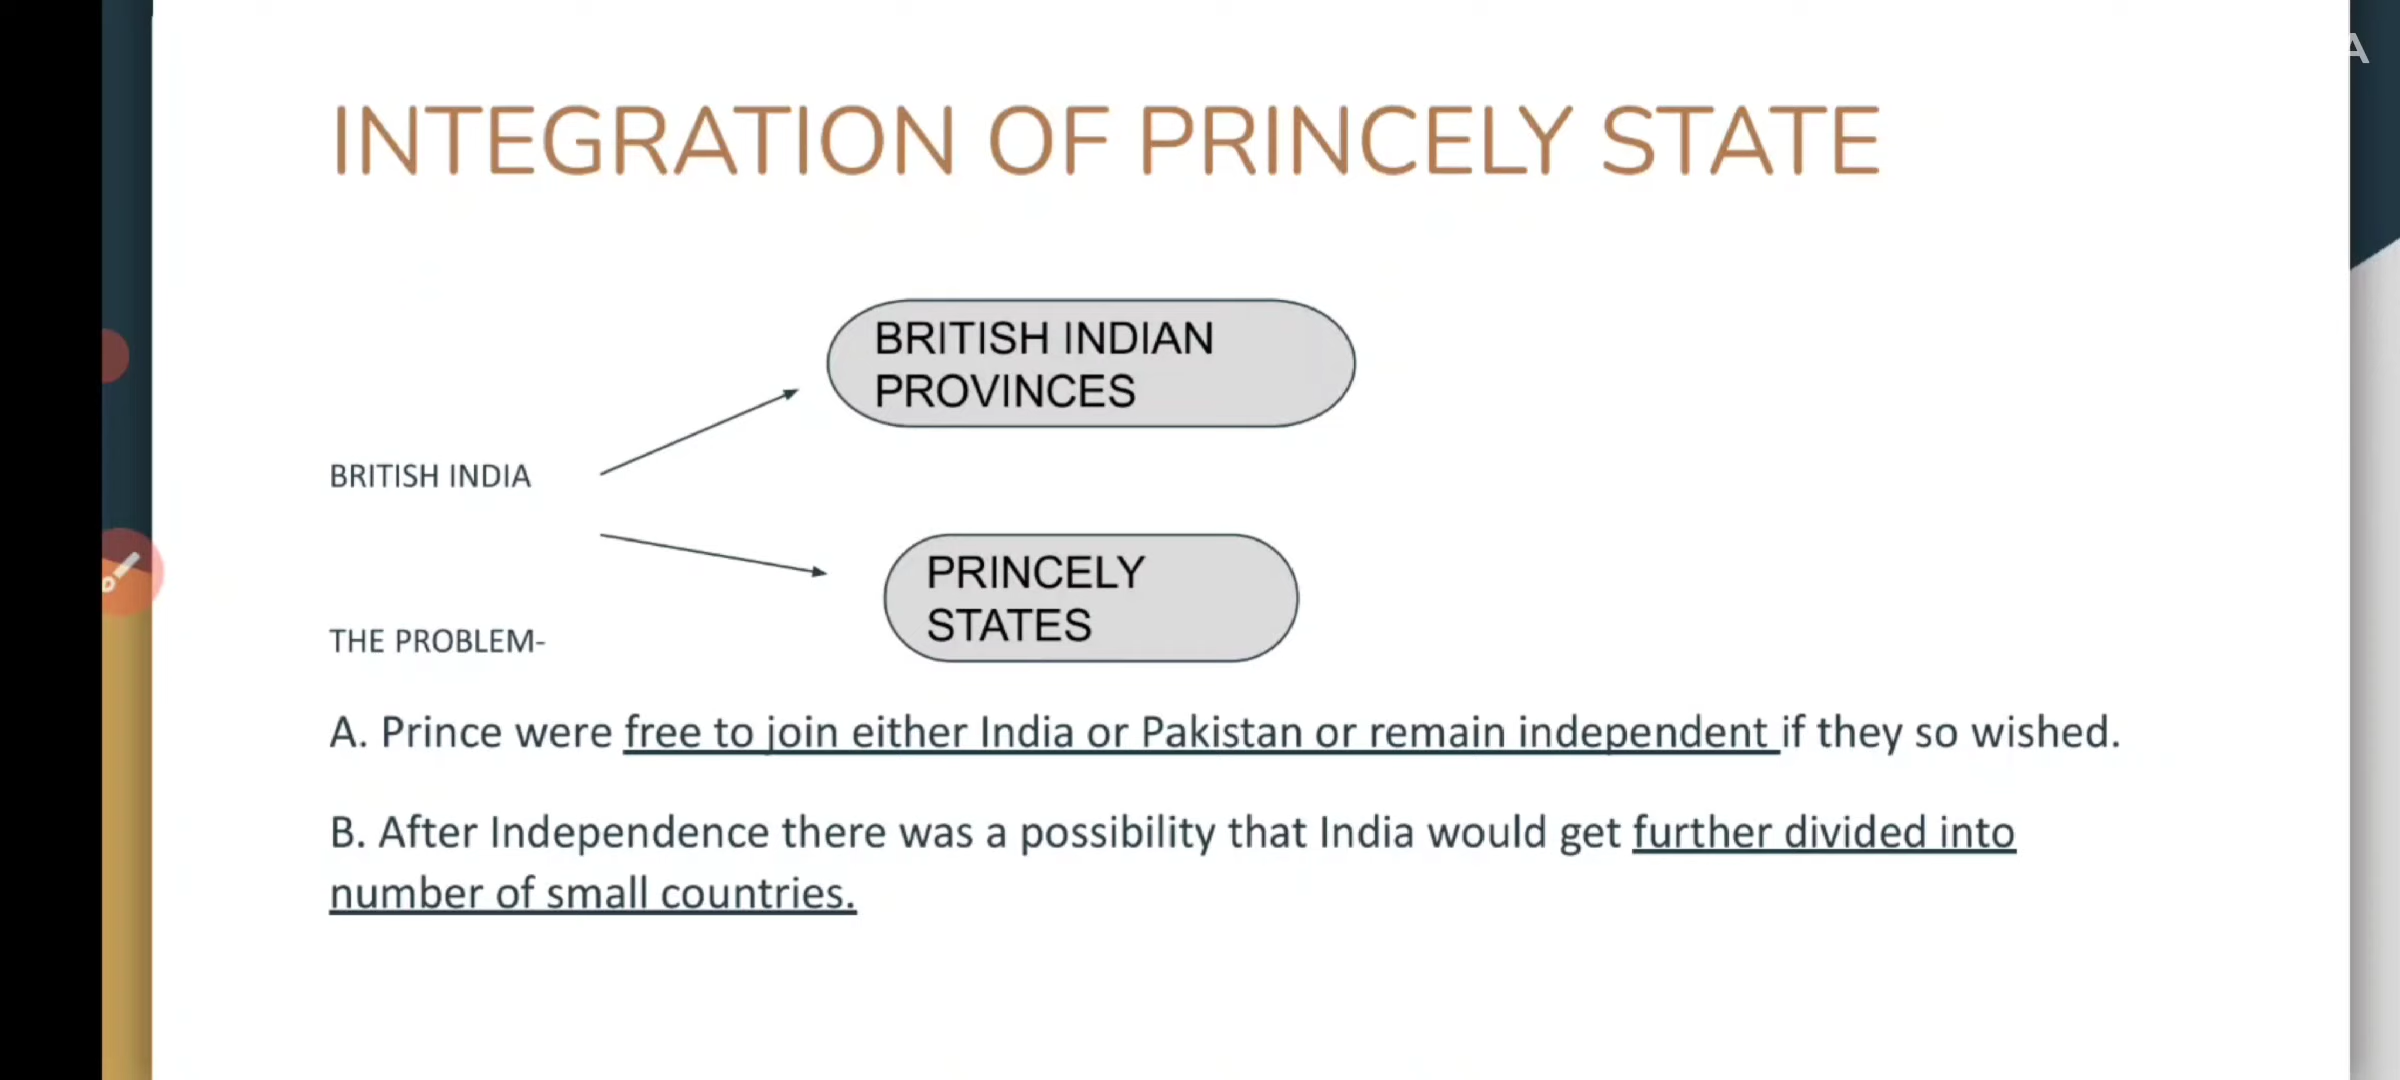 INTEGRATION OF PRINCELY STATE
BRITISH INDIAN
PROVINCES
BRITISH INDIA
PRINCELY
STATES
THE PROBLEM-
A. Prince were free to join either India or Pakistan or remain independent if they so wished.
B. After Independence there was a possibility that India would get further divided into
number of small countries.